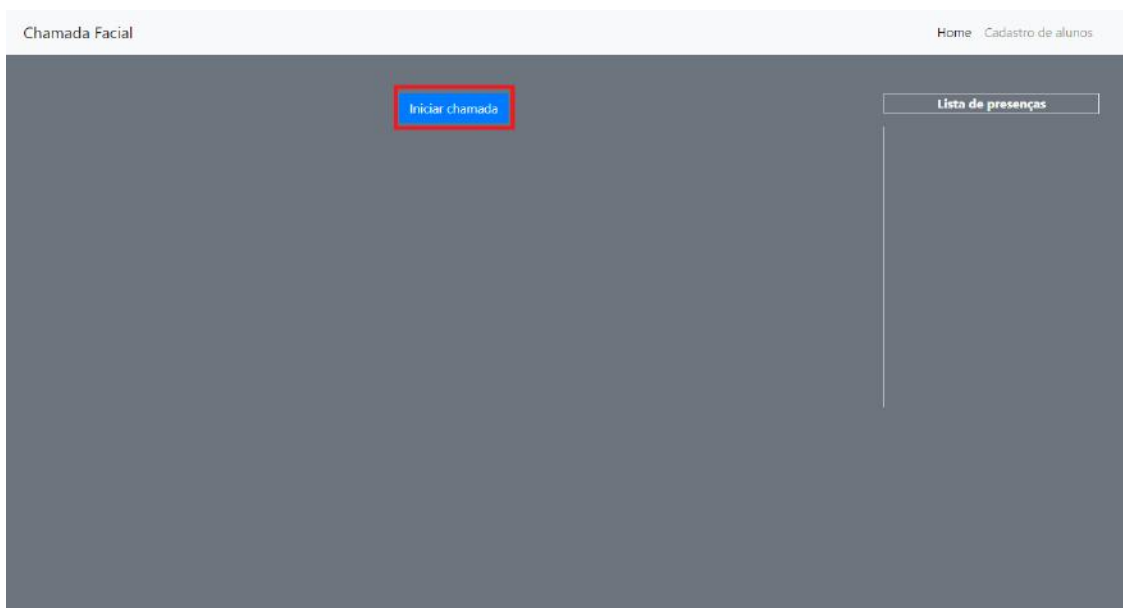 Chamada Facial
Home Cadastro de alunos
Iniciar chamada
Lista de presenças